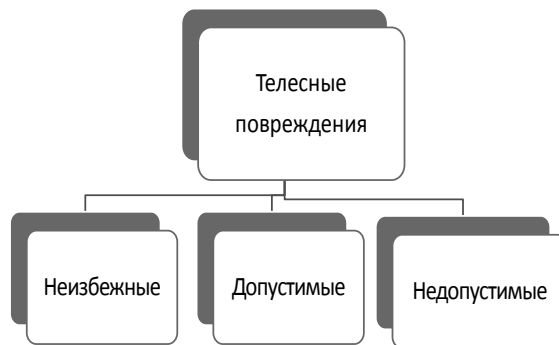 Телесные
повреждения
Неизбежные
Допустимые
Недопустимые